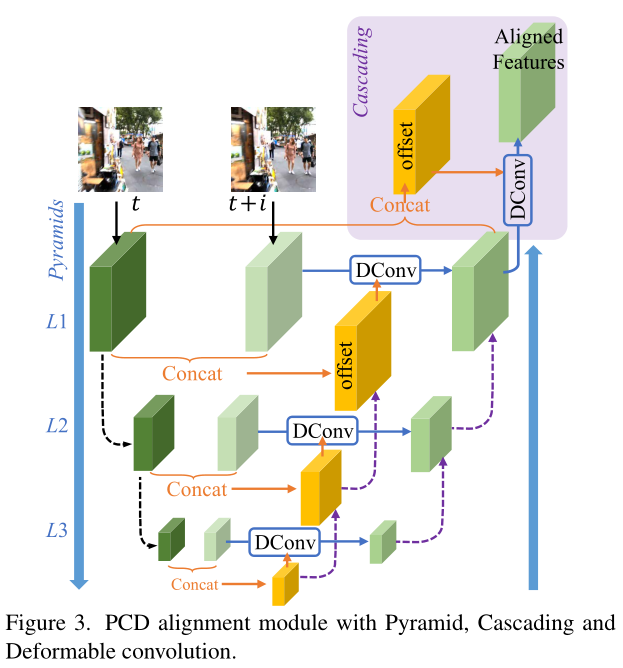 Cascading
Aligned
Features
offset
DConv
Concat
t
t+i
Pyramids
L1
DConv
offset
Concat
L2
DConv
Concat
L3
DConv
Concat
Figure 3. PCD alignment module with Pyramid, Cascading and
Deformable convolution.